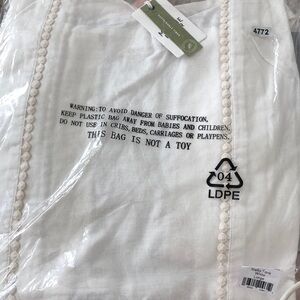 4772
WARNING: TO AVOID DANGER OF SUFFOCATION,
KEEP PLASTIC BAG AWAY FROM BABIES AND CHILDREN.
DO NOT USE IN CRIBS, BEDS, CARRIAGES OR PLAYPENS.
THIS BAG IS NOT A TOY
04
LDPE